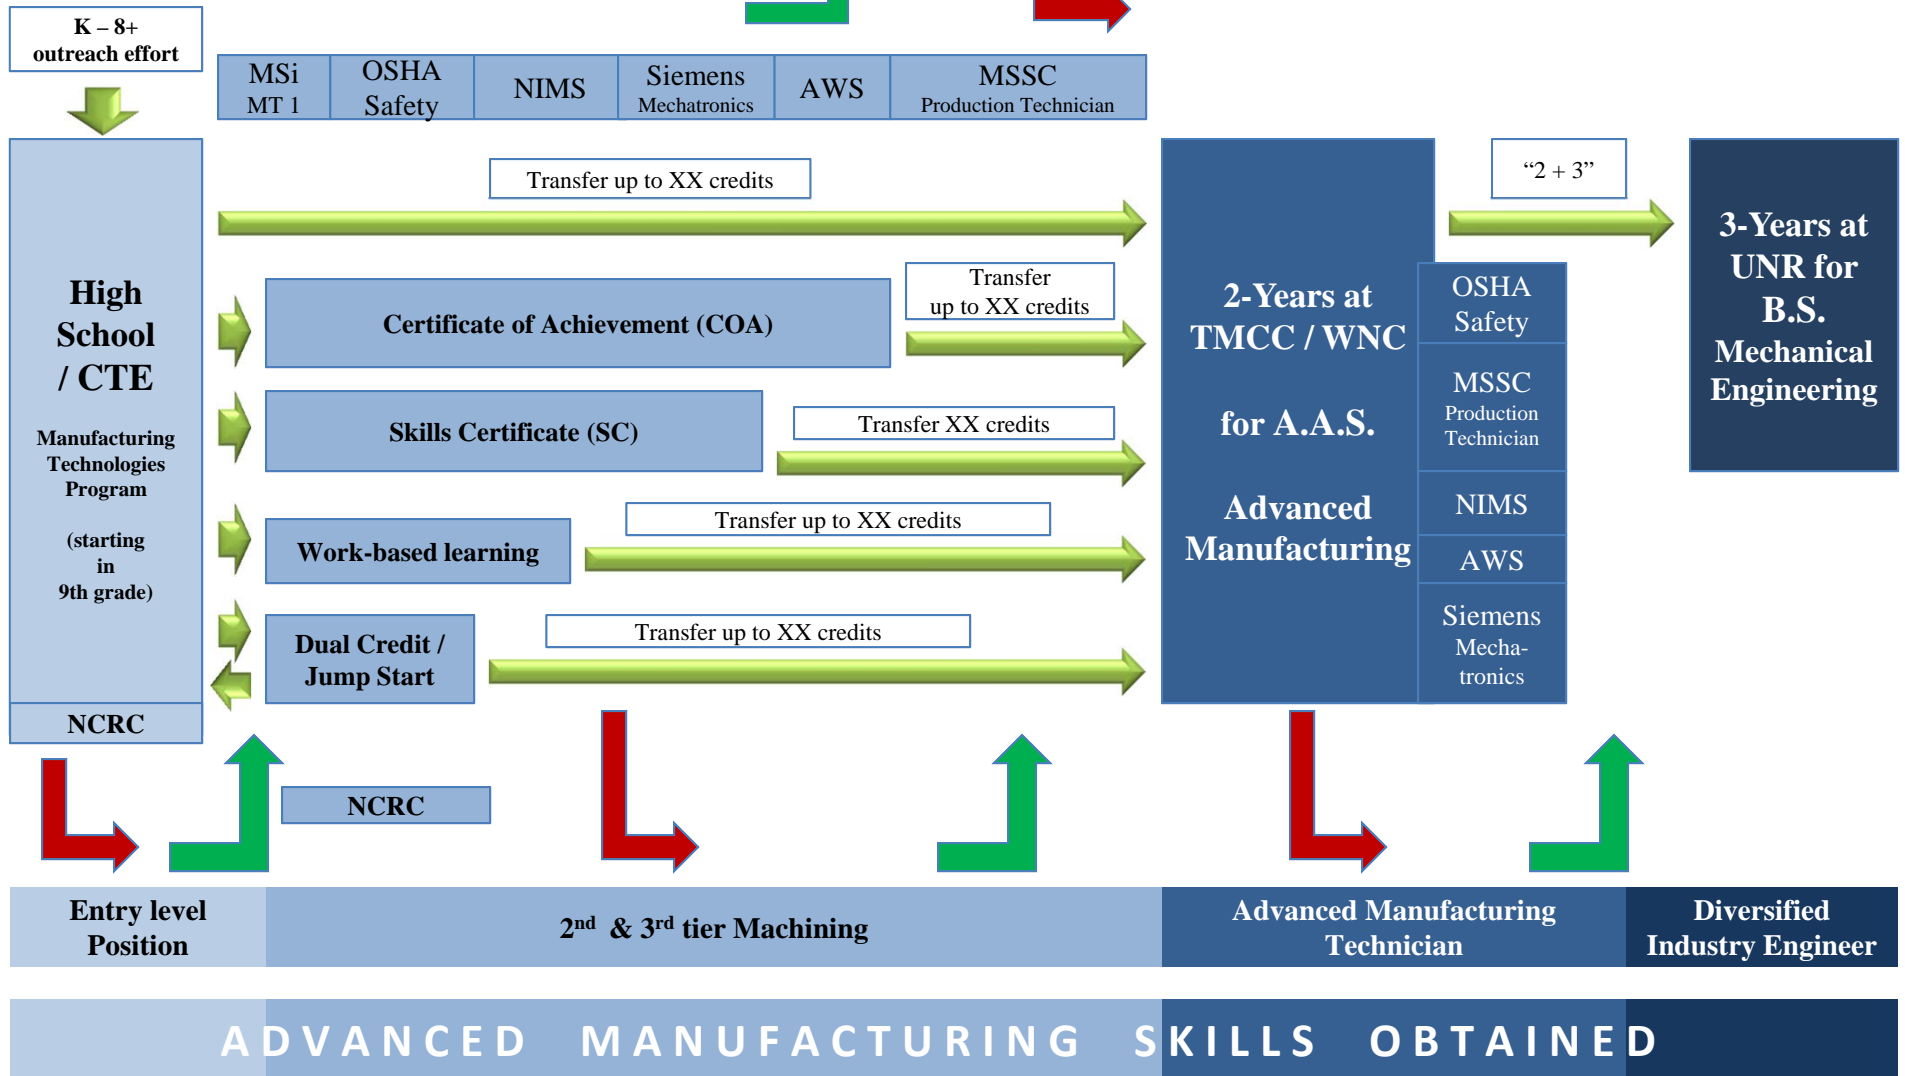 K – 8+
outreach effort
MSi
MT 1
OSHA
Safety
NIMS
Siemens
Mechatronics
AWS
MSSC
Production Technician
High
School
/ CTE
Manufacturing
Technologies
Program
(starting
in
9th grade)
NCRC
Transfer up to XX credits
Certificate of Achievement (COA)
Transfer
up to XX credits
Skills Certificate (SC)
Transfer XX credits
Work-based learning
Transfer up to XX credits
Dual Credit /
Jump Start
Transfer up to XX credits
NCRC
2-Years at
TMCC / WNC
for A.A.S.
Advanced
Manufacturing
OSHA
Safety
MSSC
Production
Technician
NIMS
AWS
Siemens
Mecha-
tronics
“2 + 3”
3-Years at
UNR for
B.S.
Mechanical
Engineering
Entry level
Position
2nd & 3rd tier Machining
Advanced Manufacturing
Technician
Diversified
Industry Engineer
ADVANCED MANUFACTURING SKILLS OBTAINED